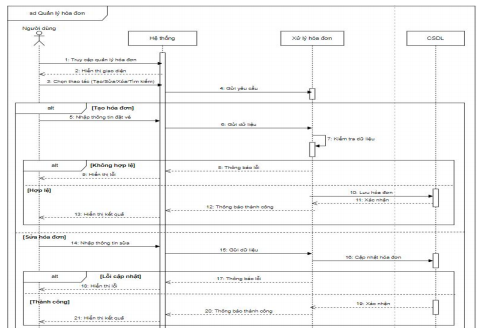 sd Quản lý hóa đơn
Người dùng
Hệ thống
Xử lý hóa đơn
CSDL
1: Truy cập quản lý hóa đơn
2: Hiển thị giao diện
3: Chọn thao tác (Tạo/Sửa/Xóa/Tìm kiếm)
4: Gửi yêu cầu
alt [Tạo hóa đơn]
5: Nhập thông tin đặt vé
6: Gửi dữ liệu
7: Kiểm tra dữ liệu
alt [Không hợp lệ]
8: Thông báo lỗi
9: Hiển thị lỗi
[Hợp lệ]
10: Lưu hóa đơn
11: Xác nhận
12: Thông báo thành công
13: Hiển thị kết quả
[Sửa hóa đơn]
14: Nhập thông tin sửa
15: Gửi dữ liệu
16: Cập nhật hóa đơn
alt [Lỗi cập nhật]
17: Thông báo lỗi
18: Hiển thị lỗi
[Thành công]
19: Xác nhận
20: Thông báo thành công
21: Hiển thị kết quả